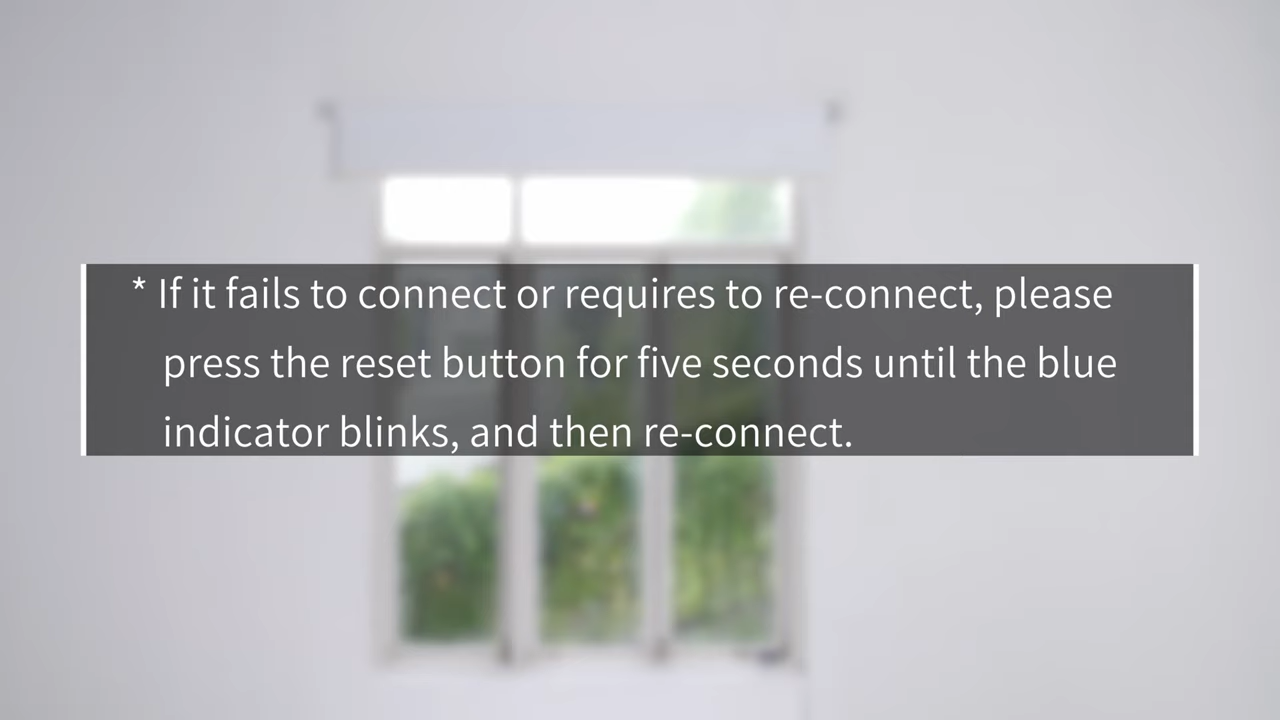 * If it fails to connect or requires to re-connect, please
press the reset button for five seconds until the blue
indicator blinks, and then re-connect.